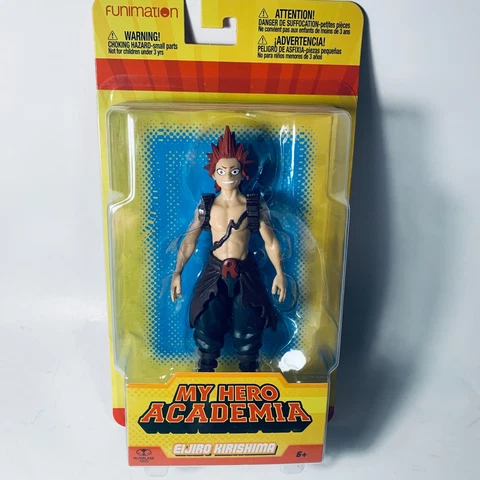 FUNIMATION
WARNING!
CHOKING HAZARD-small parts
Not for children under 3 yrs
ATTENTION!
DANGER DE SUFFOCATION-petites pièces
Ne convient pas aux enfants de moins de 3 ans
¡ADVERTENCIA!
PELIGRO DE ASFIXIA-piezas pequeñas
No para niños menores de 3 años
R
MY HERO
ACADEMIA
EIJIRO KIRISHIMA
McFARLANE
TOYS
6+